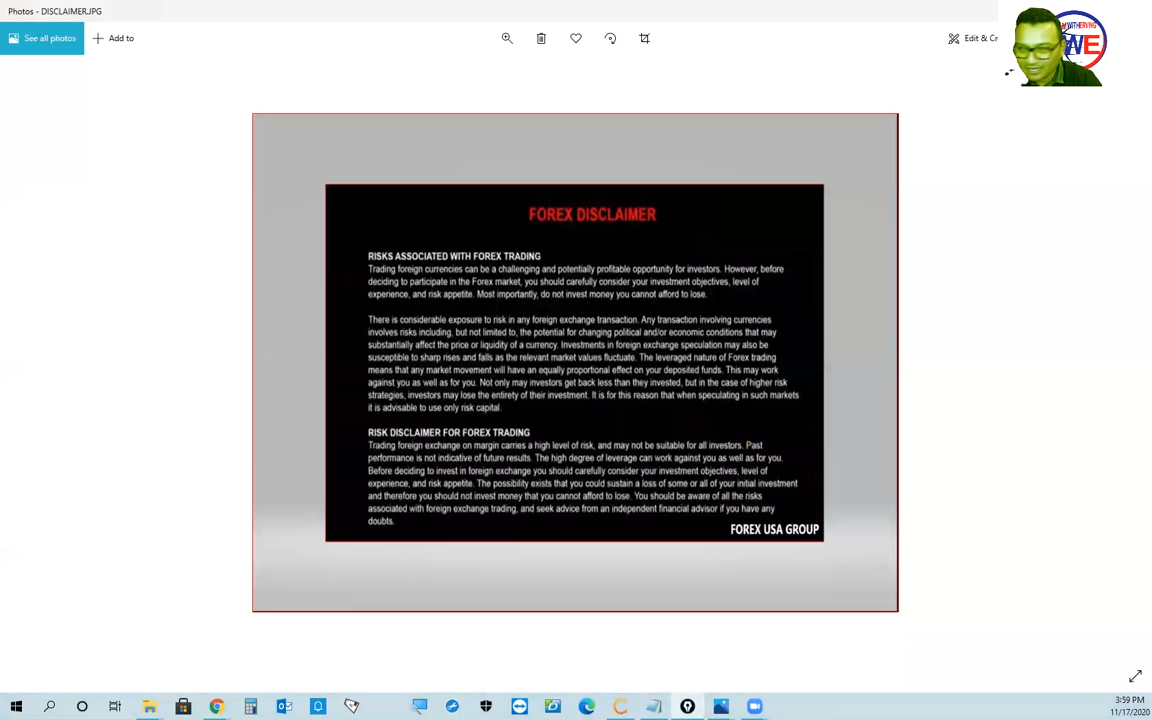 Photos - DISCLAIMER.JPG
See all photos
Add to
Edit & Cr
WE
FOREX DISCLAIMER
RISKS ASSOCIATED WITH FOREX TRADING
Trading foreign currencies can be a challenging and potentially profitable opportunity for investors. However, before
deciding to participate in the Forex market, you should carefully consider your investment objectives, level of
experience, and risk appetite. Most importantly, do not invest money you cannot afford to lose.
There is considerable exposure to risk in any foreign exchange transaction. Any transaction involving currencies
involves risks including, but not limited to, the potential for changing political and/or economic conditions that may
substantially affect the price or liquidity of a currency. Investments in foreign exchange speculation may also be
susceptible to sharp rises and falls as the relevant market values fluctuate. The leveraged nature of Forex trading
means that any market movement will have an equally proportional effect on your deposited funds. This may work
against you as well as for you. Not only may investors get back less than they invested, but in the case of higher risk
strategies, investors may lose the entirety of their investment. It is for this reason that when speculating in such markets
it is advisable to use only risk capital.
RISK DISCLAIMER FOR FOREX TRADING
Trading foreign exchange on margin carries a high level of risk, and may not be suitable for all investors. Past
performance is not indicative of future results. The high degree of leverage can work against you as well as for you.
Before deciding to invest in foreign exchange you should carefully consider your investment objectives, level of
experience, and risk appetite. The possibility exists that you could sustain a loss of some or all of your initial investment
and therefore you should not invest money that you cannot afford to lose. You should be aware of all the risks
associated with foreign exchange trading, and seek advice from an independent financial advisor if you have any
doubts.
FOREX USA GROUP
3:59 PM
11/17/2020